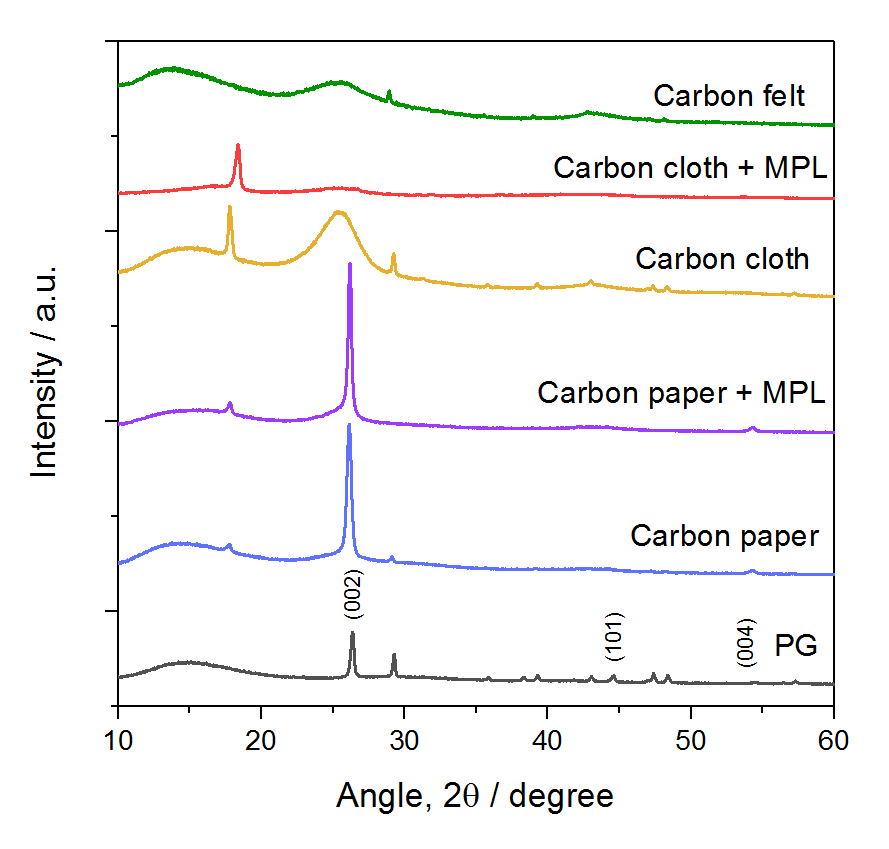 Carbon felt
Carbon cloth + MPL
Carbon cloth
Carbon paper + MPL
Carbon paper
(002)
(101)
(004)
PG
Intensity / a.u.
10
20
30
40
50
60
Angle, 2θ / degree